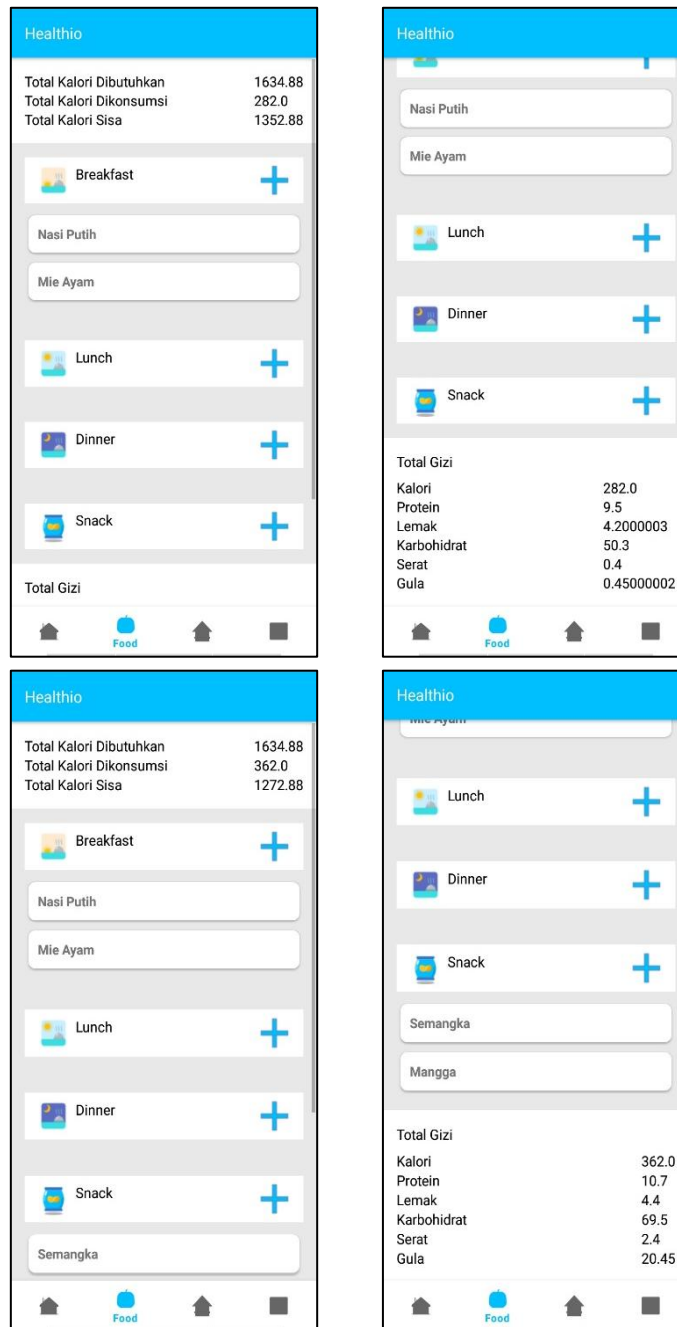 Healthio
Total Kalori Dibutuhkan 1634.88
Total Kalori Dikonsumsi 282.0
Total Kalori Sisa 1352.88
Breakfast
Nasi Putih
Mie Ayam
Lunch
Dinner
Snack
Total Gizi
Food
Healthio
Nasi Putih
Mie Ayam
Lunch
Dinner
Snack
Total Gizi
Kalori 282.0
Protein 9.5
Lemak 4.2000003
Karbohidrat 50.3
Serat 0.4
Gula 0.45000002
Food
Healthio
Total Kalori Dibutuhkan 1634.88
Total Kalori Dikonsumsi 362.0
Total Kalori Sisa 1272.88
Breakfast
Nasi Putih
Mie Ayam
Lunch
Dinner
Snack
Semangka
Food
Healthio
Mie Ayam
Lunch
Dinner
Snack
Semangka
Mangga
Total Gizi
Kalori 362.0
Protein 10.7
Lemak 4.4
Karbohidrat 69.5
Serat 2.4
Gula 20.45
Food